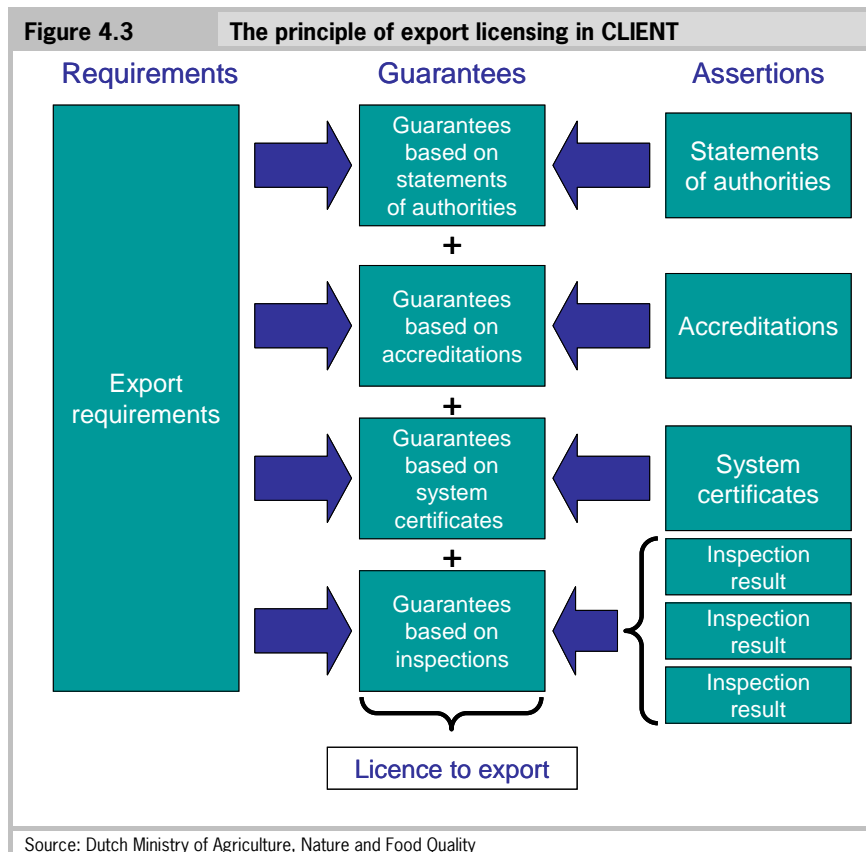 Figure 4.3 The principle of export licensing in CLIENT
Requirements Guarantees Assertions
Export
requirements
Guarantees
based on
statements
of authorities
+
Guarantees
based on
accreditations
+
Guarantees
based on
system
certificates
+
Guarantees
based on
inspections
Statements
of authorities
Accreditations
System
certificates
Inspection
result
Inspection
result
Inspection
result
Licence to export
Source: Dutch Ministry of Agriculture, Nature and Food Quality